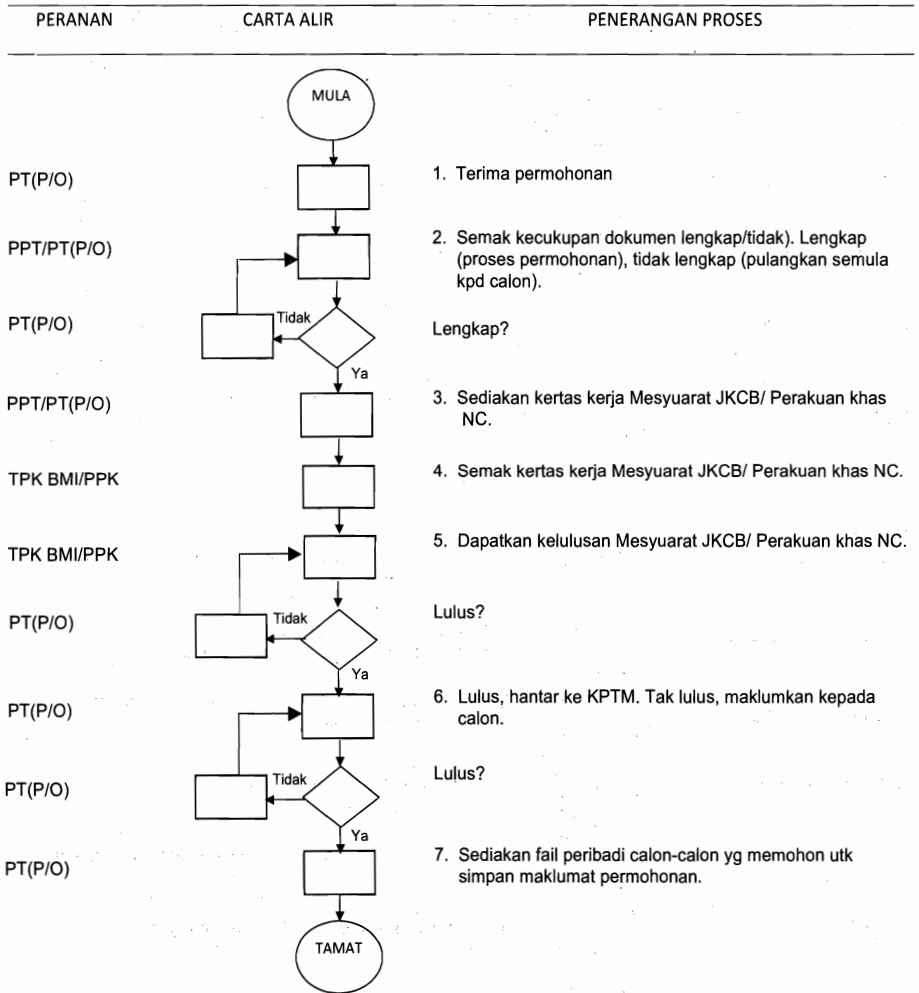 PERANAN CARTA ALIR PENERANGAN PROSES
MULA
PT(P/O) 1. Terima permohonan
PPT/PT(P/O) 2. Semak kecukupan dokumen lengkap/tidak). Lengkap
(proses permohonan), tidak lengkap (pulangkan semula
kpd calon).
PT(P/O) Tidak Lengkap?
Ya
PPT/PT(P/O) 3. Sediakan kertas kerja Mesyuarat JKCB/ Perakuan khas
NC.
TPK BMI/PPK 4. Semak kertas kerja Mesyuarat JKCB/ Perakuan khas NC.
TPK BMI/PPK 5. Dapatkan kelulusan Mesyuarat JKCB/ Perakuan khas NC.
PT(P/O) Tidak Lulus?
Ya
PT(P/O) 6. Lulus, hantar ke KPTM. Tak lulus, maklumkan kepada
calon.
PT(P/O) Tidak Lulus?
Ya
PT(P/O) 7. Sediakan fail peribadi calon-calon yg memohon utk
simpan maklumat permohonan.
TAMAT